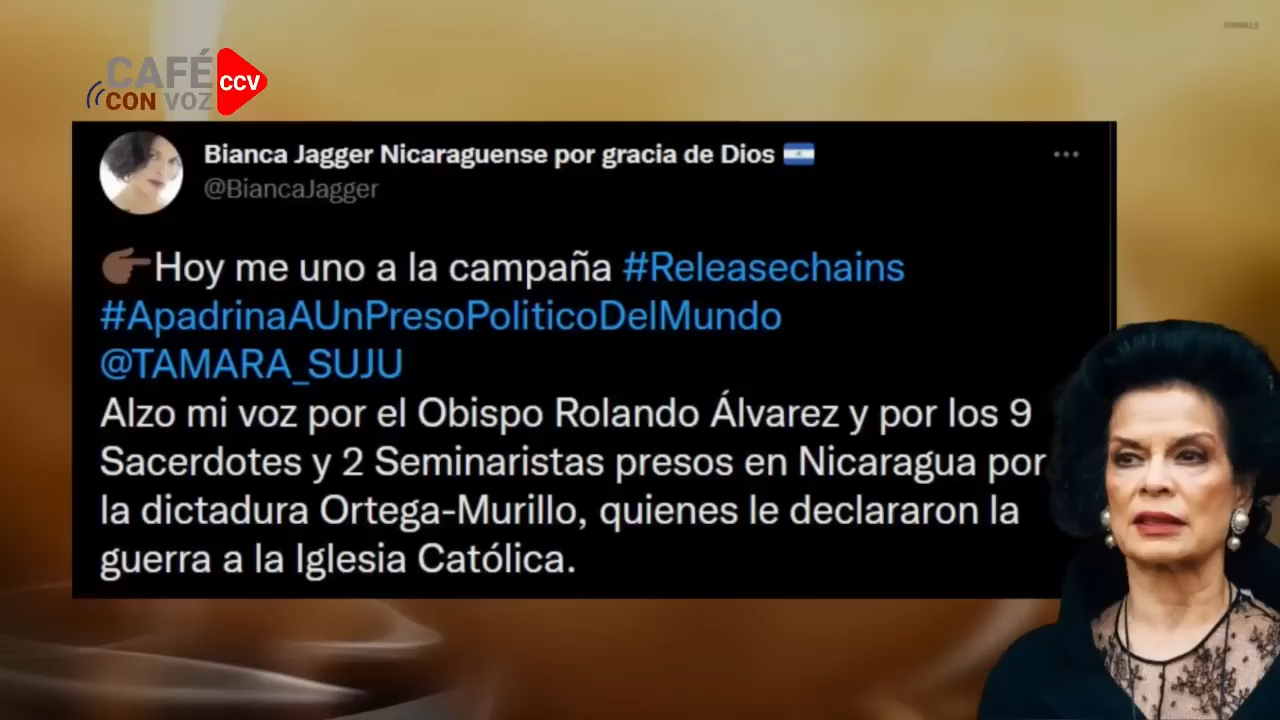 CAFÉ
CON VOZ
CCV
Bianca Jagger Nicaraguense por gracia de Dios 🇳🇮
@BiancaJagger
👉🏾Hoy me uno a la campaña #Releasechains
#ApadrinaAUnPresoPoliticoDelMundo
@TAMARA_SUJU
Alzo mi voz por el Obispo Rolando Álvarez y por los 9
Sacerdotes y 2 Seminaristas presos en Nicaragua por
la dictadura Ortega-Murillo, quienes le declararon la
guerra a la Iglesia Católica.